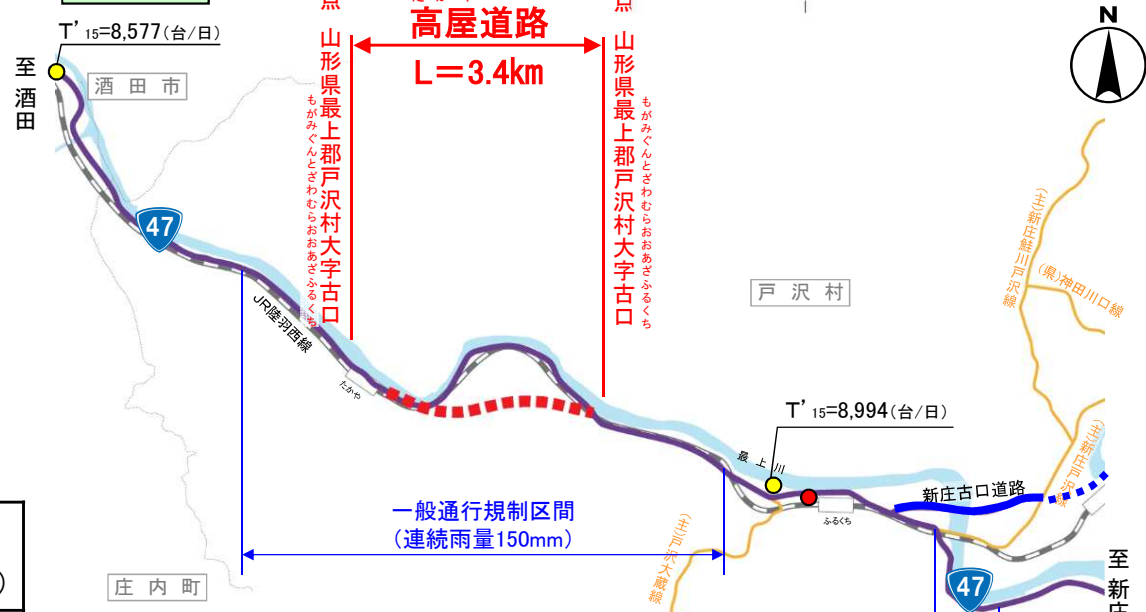 T'15=8,577(台/日)
至 酒田
酒田市
47
点 山形県最上郡戸沢村大字古口
もがみぐんとざわむらおおあざふるくち
高屋道路
L=3.4km
点 山形県最上郡戸沢村大字古口
もがみぐんとざわむらおおあざふるくち
N
(主)新庄鮭川戸沢線
(県)神田川口線
戸沢村
JR陸羽西線
たかや
T'15=8,994(台/日)
最上川
(主)新庄戸沢線
新庄古口道路
ふるくち
一般通行規制区間
(連続雨量150mm)
(主)戸沢大蔵線
庄内町
47
至 新庄
)